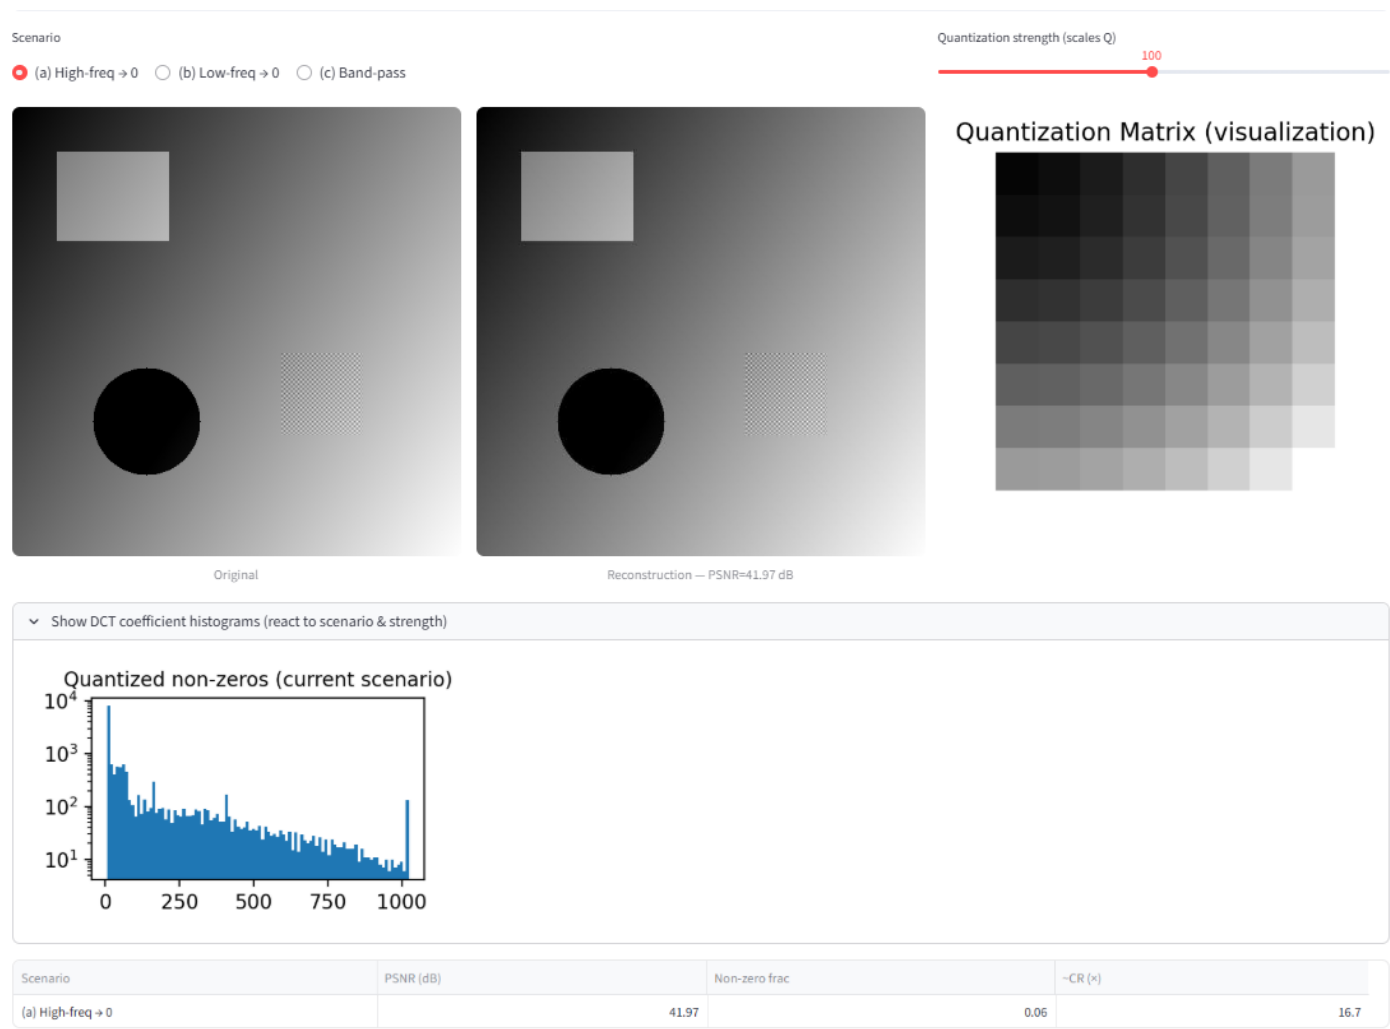 Scenario
(a) High-freq → 0
(b) Low-freq → 0
(c) Band-pass
Quantization strength (scales Q)
100
Quantization Matrix (visualization)
Original
Reconstruction — PSNR=41.97 dB
Show DCT coefficient histograms (react to scenario & strength)
Quantized non-zeros (current scenario)
10⁴
10³
10²
10¹
0 250 500 750 1000
Scenario PSNR (dB) Non-zero frac ~CR (×)
(a) High-freq → 0 41.97 0.06 16.7